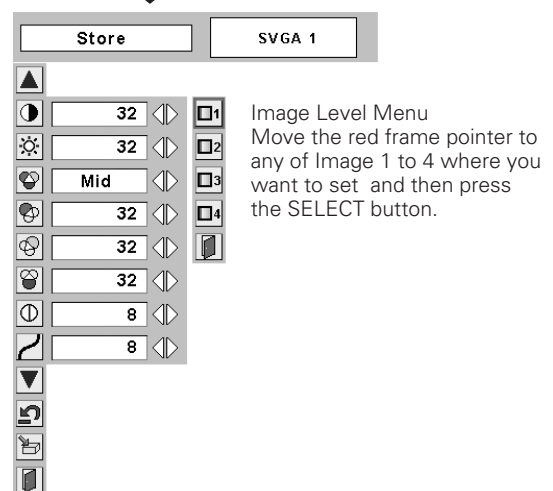 Store SVGA 1
32 1
32 2
Mid 3
32 4
32
32
8
8
Image Level Menu
Move the red frame pointer to
any of Image 1 to 4 where you
want to set and then press
the SELECT button.